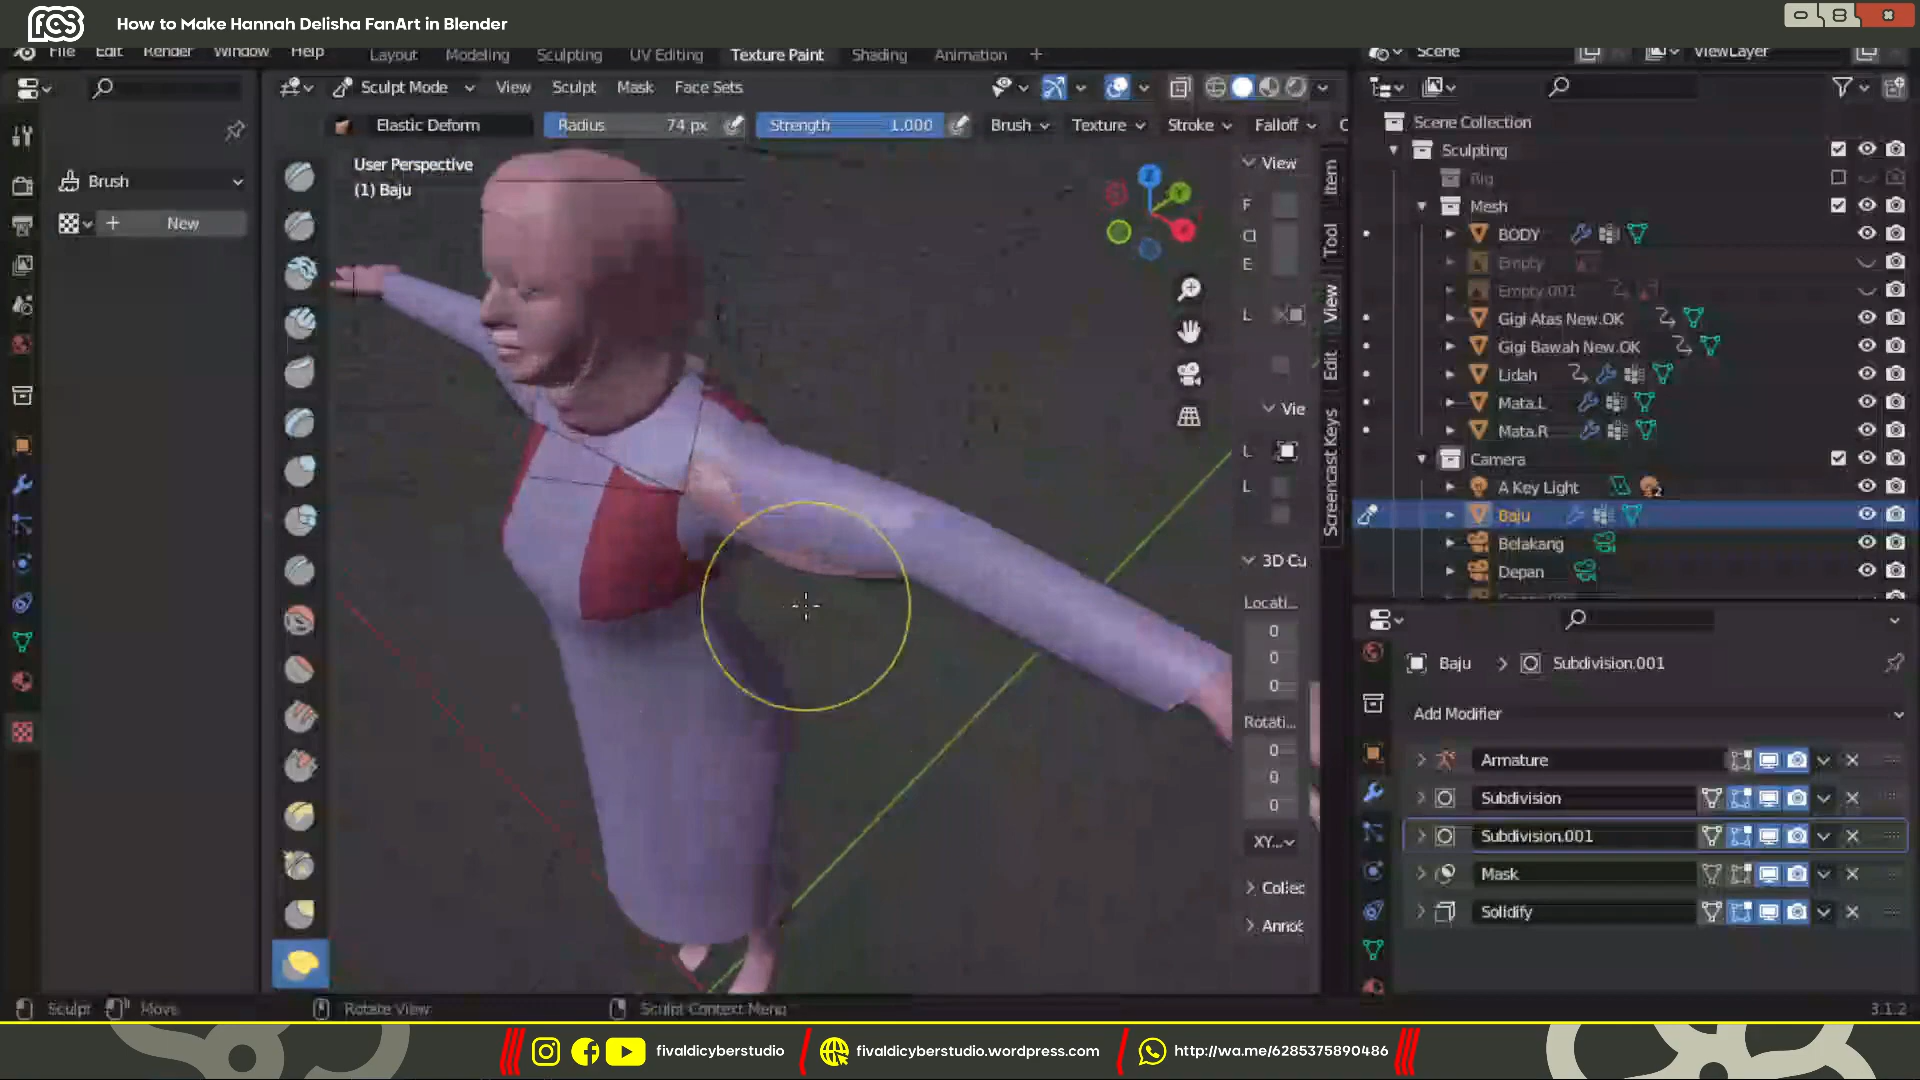 fcs
How to Make Hannah Delisha FanArt in Blender
File Edit Render Window Help
Layout Modeling Sculpting UV Editing Texture Paint Shading Animation +
Scene ViewLayer
Sculpt Mode View Sculpt Mask Face Sets
Elastic Deform Radius 74 px Strength 1.000 Brush Texture Stroke Falloff
Brush
+ New
User Perspective
(1) Baju
View
Item
Tool
View
Edit
Screencast Keys
Vie
3D Cu
Locati...
0
0
0
Rotati...
0
0
0
XY...
Collec
Annot
Scene Collection
Sculpting
Rig
Mesh
BODY
Empty
Empty.001
Gigi Atas New.OK
Gigi Bawah New.OK
Lidah
Mata.L
Mata.R
Camera
A Key Light 2
Baju
Belakang
Depan
Baju > Subdivision.001
Add Modifier
Armature
Subdivision
Subdivision.001
Mask
Solidify
Sculpt Move Rotate View Sculpt Context Menu 3.1.2
fivaldicyberstudio fivaldicyberstudio.wordpress.com http://wa.me/6285375890486